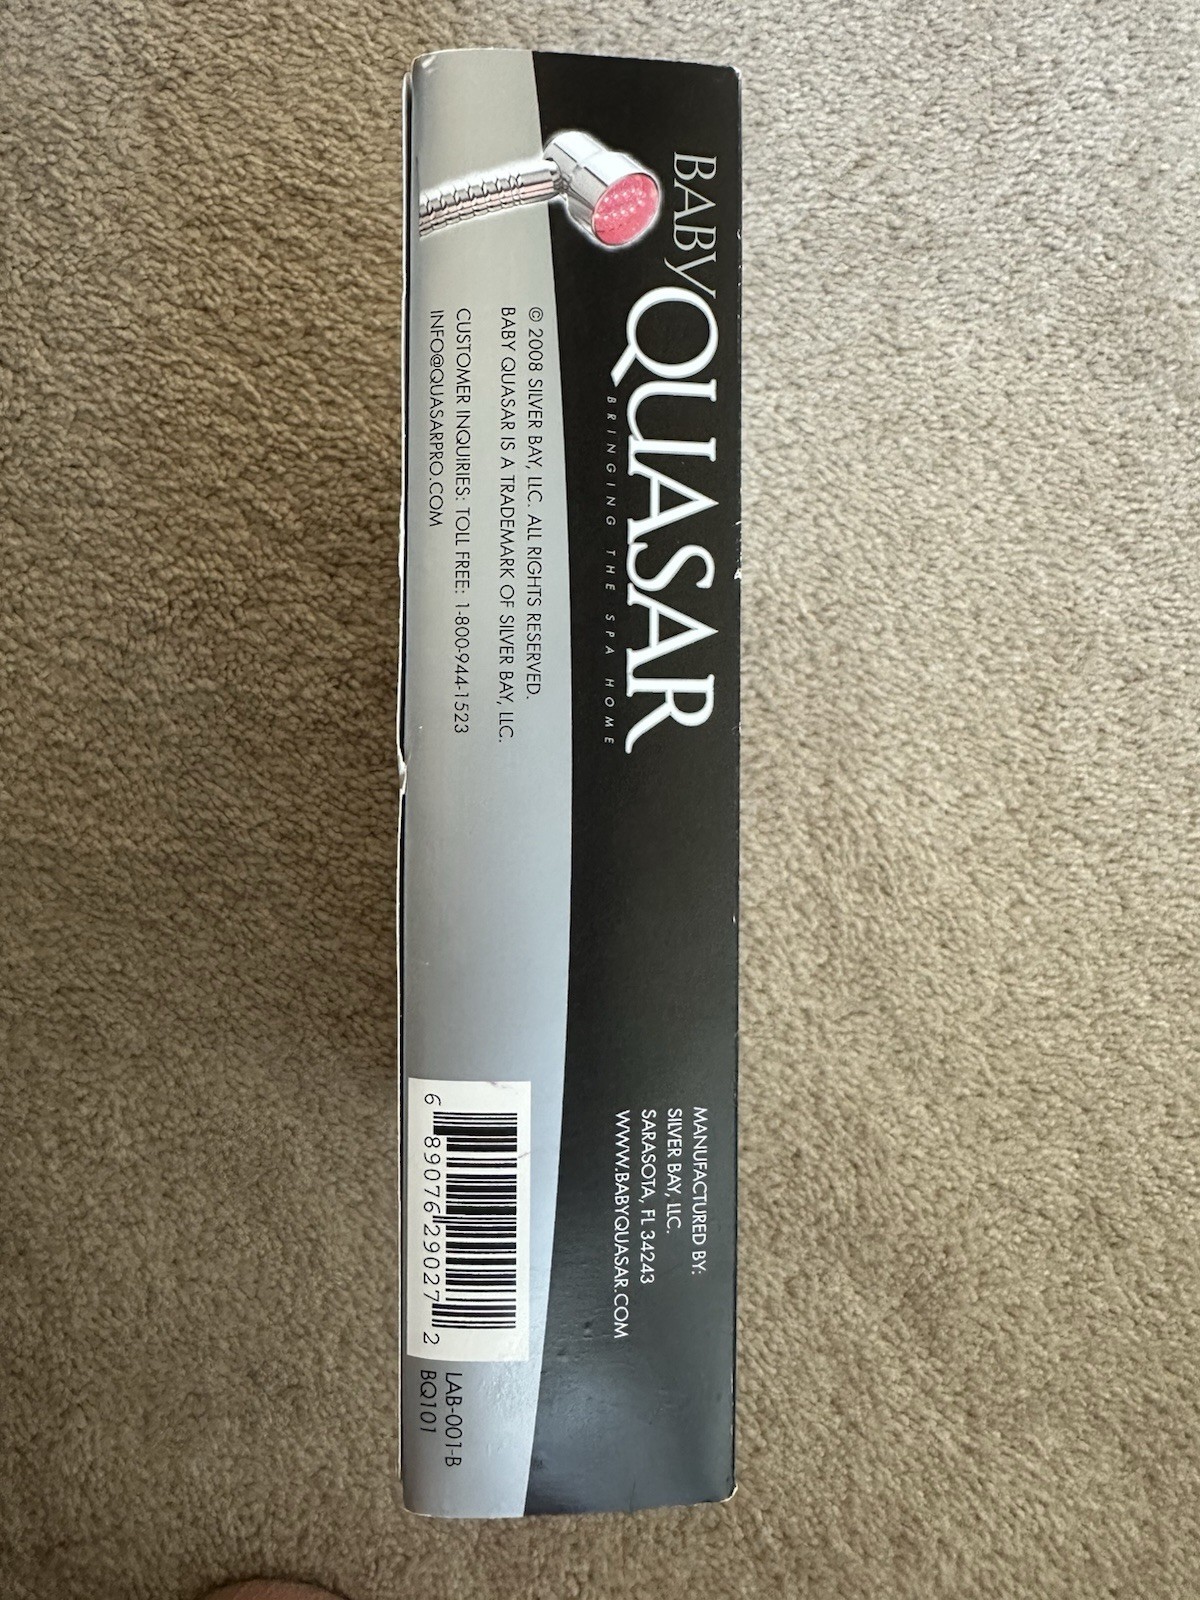 BABYQUASAR
BRINGING THE SPA HOME
© 2008 SILVER BAY, LLC. ALL RIGHTS RESERVED.
BABY QUASAR IS A TRADEMARK OF SILVER BAY, LLC.
CUSTOMER INQUIRIES: TOLL FREE: 1-800-944-1523
INFO@QUASARPRO.COM
MANUFACTURED BY:
SILVER BAY, LLC.
SARASOTA, FL 34243
WWW.BABYQUASAR.COM
6 89076 29027 2
LAB-001-B
BQ101